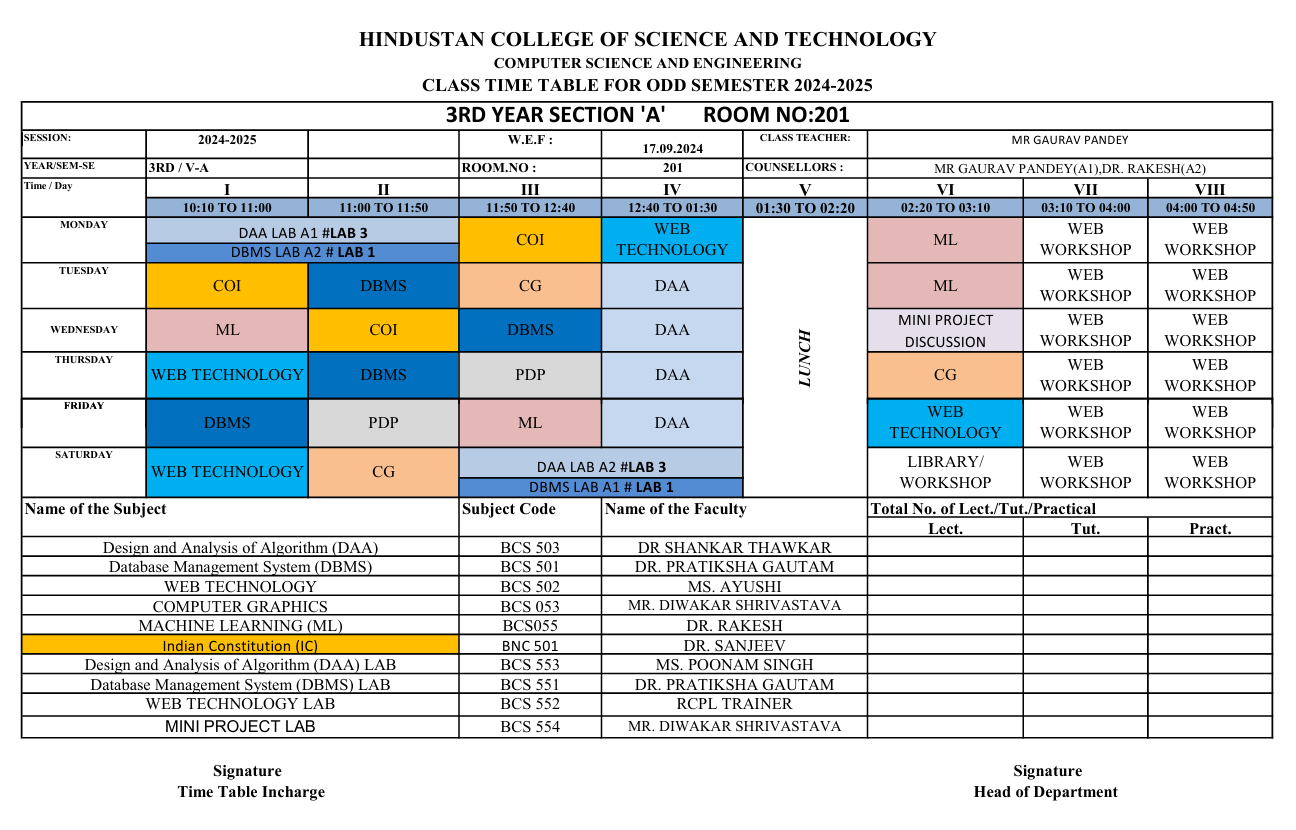 HINDUSTAN COLLEGE OF SCIENCE AND TECHNOLOGY
COMPUTER SCIENCE AND ENGINEERING
CLASS TIME TABLE FOR ODD SEMESTER 2024-2025
3RD YEAR SECTION 'A' ROOM NO:201
SESSION: 2024-2025 W.E.F : 17.09.2024 CLASS TEACHER: MR GAURAV PANDEY
YEAR/SEM-SE 3RD / V-A ROOM.NO : 201 COUNSELLORS : MR GAURAV PANDEY(A1),DR. RAKESH(A2)
Time / Day I II III IV V VI VII VIII
10:10 TO 11:00 11:00 TO 11:50 11:50 TO 12:40 12:40 TO 01:30 01:30 TO 02:20 02:20 TO 03:10 03:10 TO 04:00 04:00 TO 04:50
MONDAY
DAA LAB A1 #LAB 3
DBMS LAB A2 # LAB 1
COI
WEB
TECHNOLOGY
ML
WEB
WORKSHOP
WEB
WORKSHOP
TUESDAY
COI
DBMS
CG
DAA
ML
WEB
WORKSHOP
WEB
WORKSHOP
WEDNESDAY
ML
COI
DBMS
DAA
MINI PROJECT
DISCUSSION
WEB
WORKSHOP
WEB
WORKSHOP
THURSDAY
WEB TECHNOLOGY
DBMS
PDP
DAA
CG
WEB
WORKSHOP
WEB
WORKSHOP
FRIDAY
DBMS
PDP
ML
DAA
WEB
TECHNOLOGY
WEB
WORKSHOP
WEB
WORKSHOP
SATURDAY
WEB TECHNOLOGY
CG
DAA LAB A2 #LAB 3
DBMS LAB A1 # LAB 1
LIBRARY/
WORKSHOP
WEB
WORKSHOP
WEB
WORKSHOP
LUNCH
Name of the Subject Subject Code Name of the Faculty Total No. of Lect./Tut./Practical
Lect. Tut. Pract.
Design and Analysis of Algorithm (DAA) BCS 503 DR SHANKAR THAWKAR
Database Management System (DBMS) BCS 501 DR. PRATIKSHA GAUTAM
WEB TECHNOLOGY BCS 502 MS. AYUSHI
COMPUTER GRAPHICS BCS 053 MR. DIWAKAR SHRIVASTAVA
MACHINE LEARNING (ML) BCS055 DR. RAKESH
Indian Constitution (IC) BNC 501 DR. SANJEEV
Design and Analysis of Algorithm (DAA) LAB BCS 553 MS. POONAM SINGH
Database Management System (DBMS) LAB BCS 551 DR. PRATIKSHA GAUTAM
WEB TECHNOLOGY LAB BCS 552 RCPL TRAINER
MINI PROJECT LAB BCS 554 MR. DIWAKAR SHRIVASTAVA
Signature Signature
Time Table Incharge Head of Department